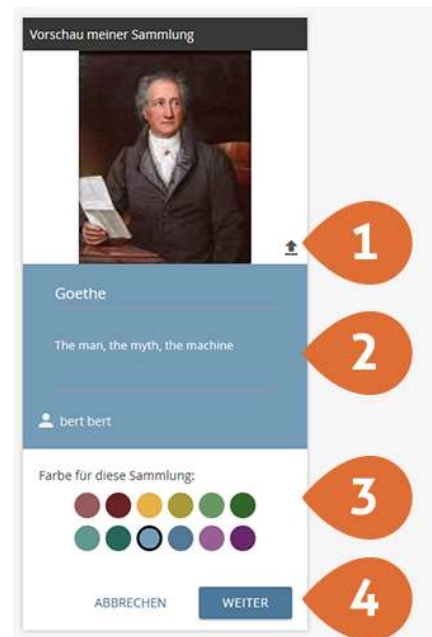 Vorschau meiner Sammlung
1
Goethe
The man, the myth, the machine
2
bert bert
Farbe für diese Sammlung:
3
ABBRECHEN
WEITER
4